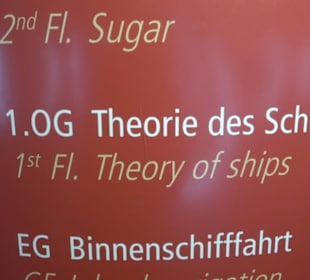 2nd Fl. Sugar
1.OG Theorie des Sch
1st Fl. Theory of ships
EG Binnenschifffahrt